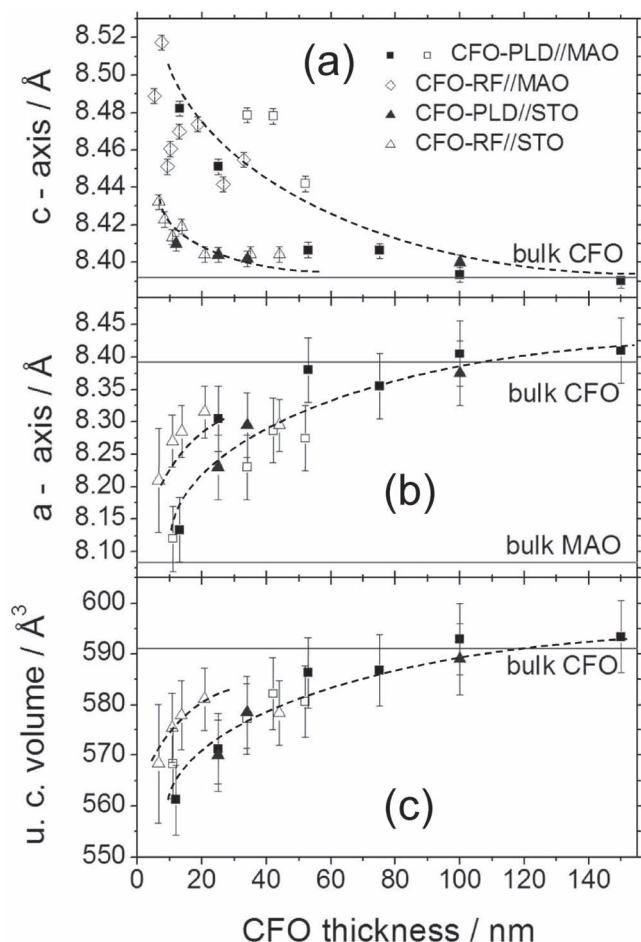 (a)
CFO-PLD//MAO
CFO-RF//MAO
CFO-PLD//STO
CFO-RF//STO
c - axis / Å
8.52
8.50
8.48
8.46
8.44
8.42
8.40
bulk CFO
a - axis / Å
8.45
8.40
8.35
8.30
8.25
8.20
8.15
8.10
bulk CFO
(b)
bulk MAO
u. c. volume / Å³
600
590
580
570
560
550
bulk CFO
(c)
0 20 40 60 80 100 120 140
CFO thickness / nm